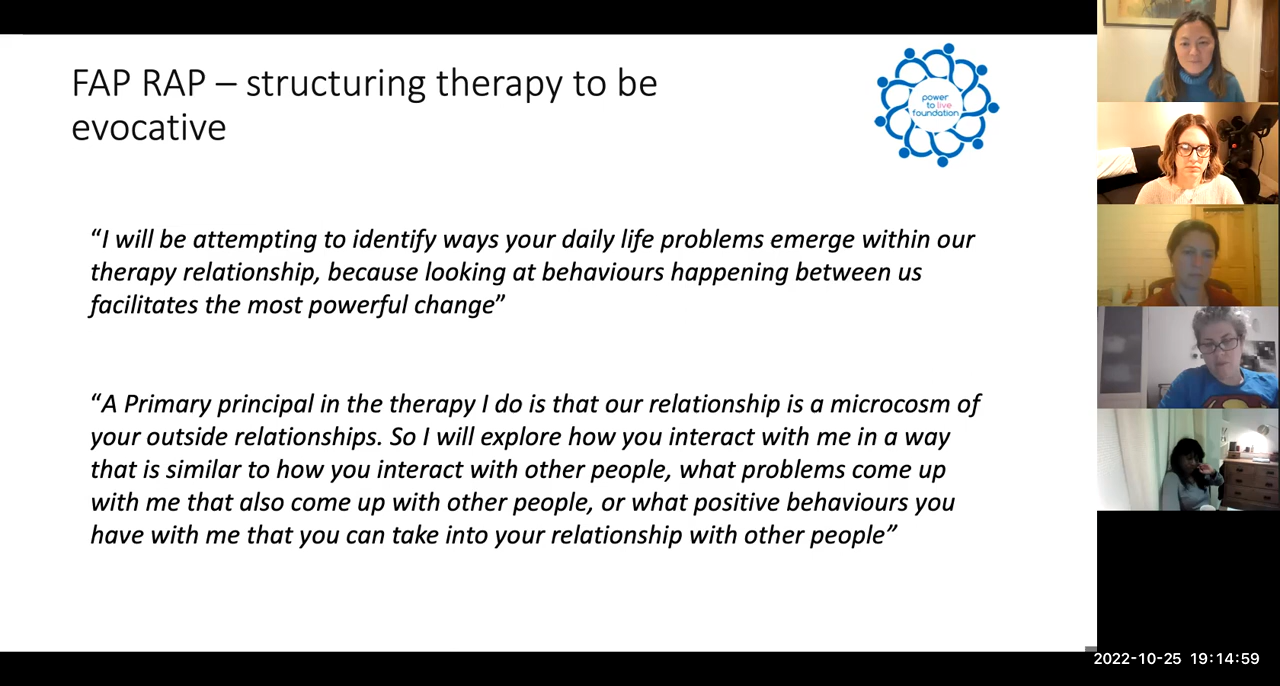 FAP RAP – structuring therapy to be
evocative
power
to live
foundation
“I will be attempting to identify ways your daily life problems emerge within our
therapy relationship, because looking at behaviours happening between us
facilitates the most powerful change”
“A Primary principal in the therapy I do is that our relationship is a microcosm of
your outside relationships. So I will explore how you interact with me in a way
that is similar to how you interact with other people, what problems come up
with me that also come up with other people, or what positive behaviours you
have with me that you can take into your relationship with other people”
2022-10-25 19:14:59